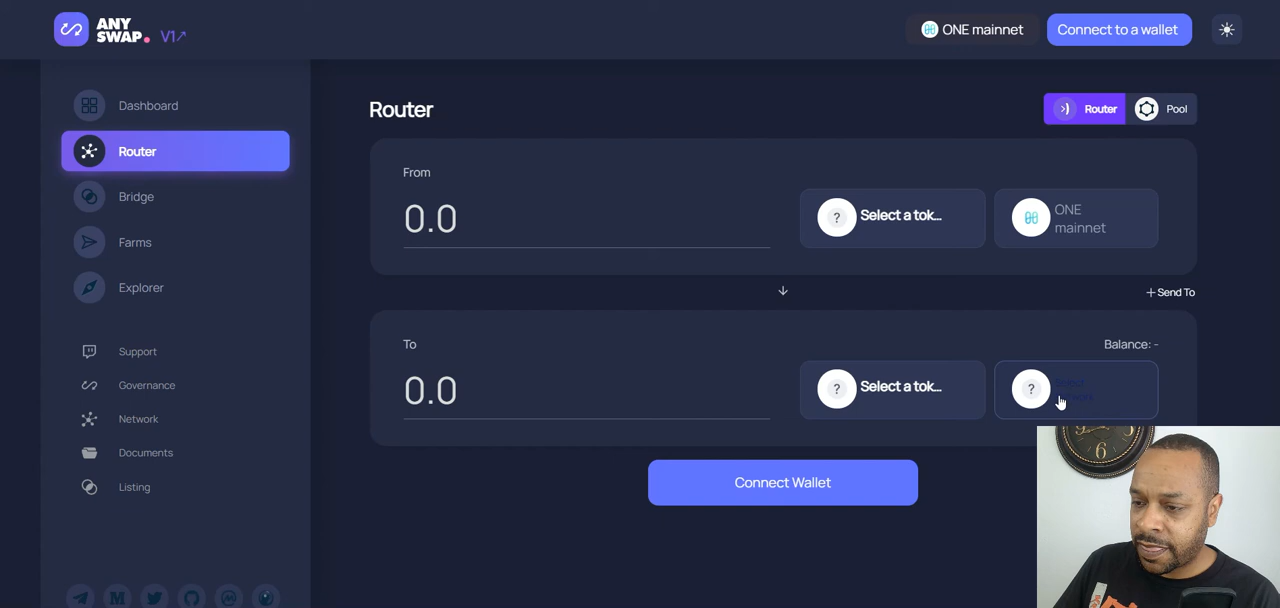 ANY
SWAP.
V1↗
ONE mainnet
Connect to a wallet
Dashboard
Router
Bridge
Farms
Explorer
Support
Governance
Network
Documents
Listing
Router
Router
Pool
From
0.0
? Select a tok...
ONE
mainnet
↓
+ Send To
To
Balance: -
0.0
? Select a tok...
?
Select
Connect Wallet
6